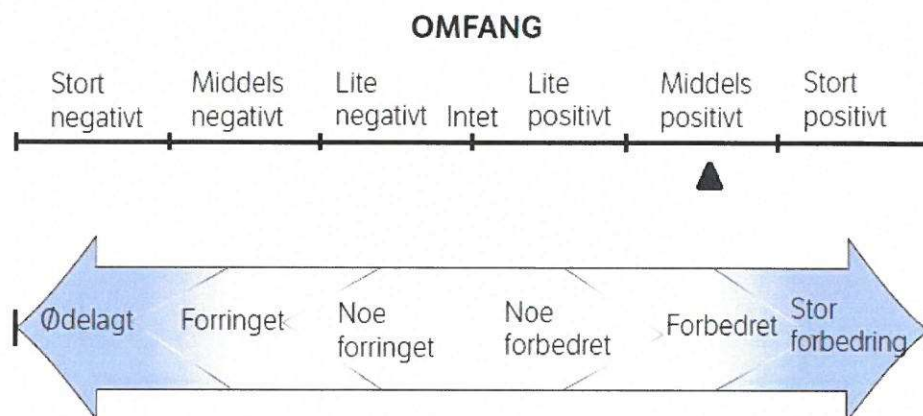 OMFANG
Stort negativt
Middels negativt
Lite negativt
Intet
Lite positivt
Middels positivt
Stort positivt
Ødelagt
Forringet
Noe forringet
Noe forbedret
Forbedret
Stor forbedring